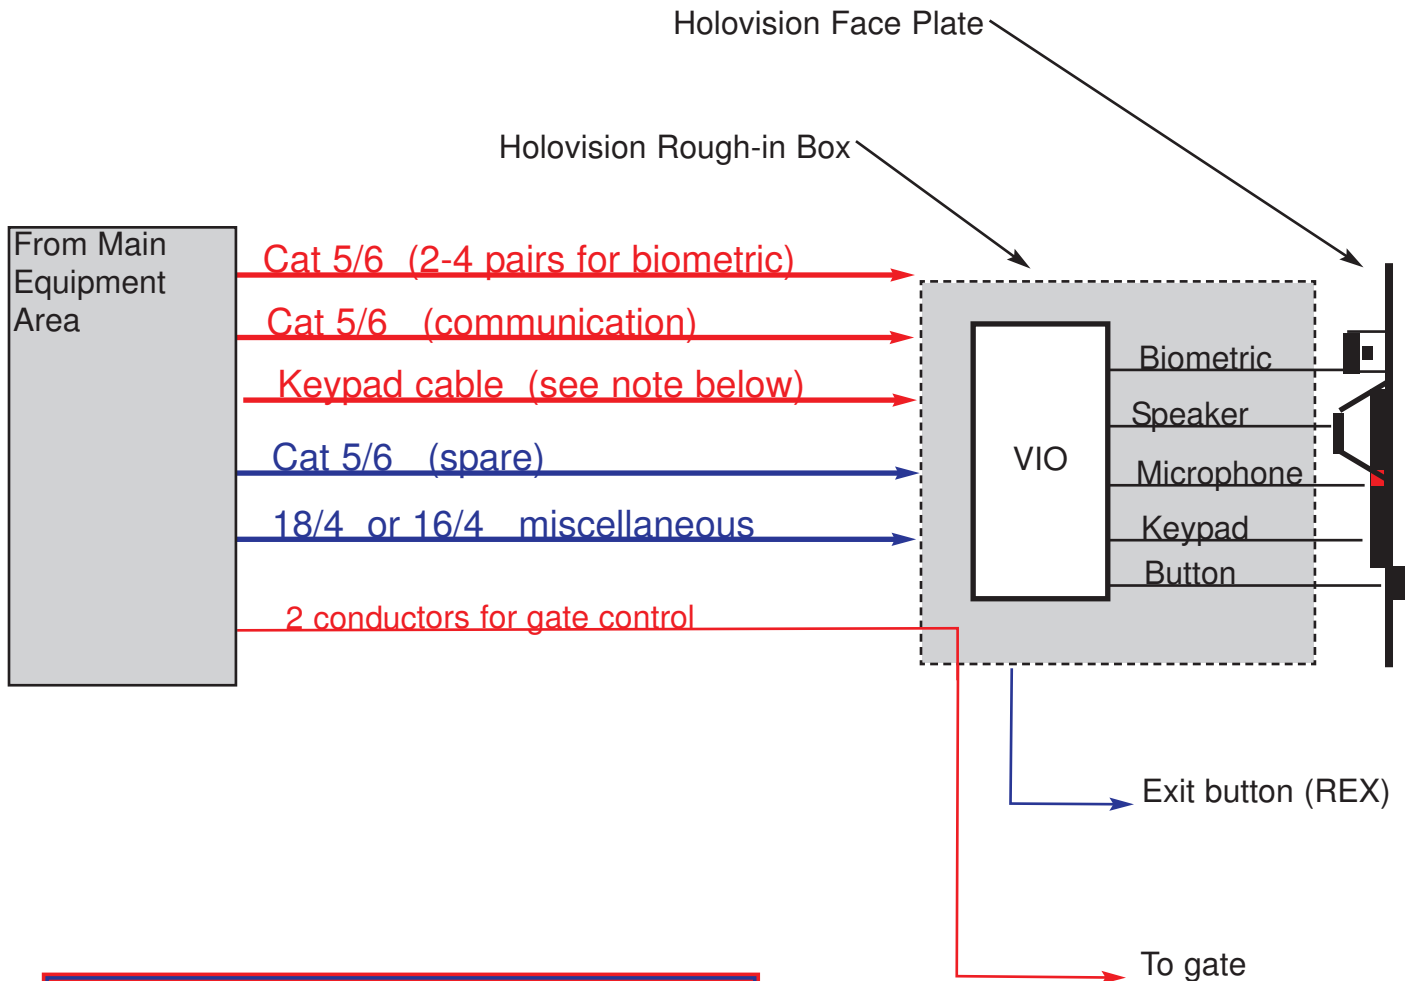 Holovision Face Plate
Holovision Rough-in Box
From Main
Equipment
Area
Cat 5/6 (2-4 pairs for biometric)
Cat 5/6 (communication)
Keypad cable (see note below)
Cat 5/6 (spare)
18/4 or 16/4 miscellaneous
2 conductors for gate control
VIO
Biometric
Speaker
Microphone
Keypad
Button
Exit button (REX)
To gate